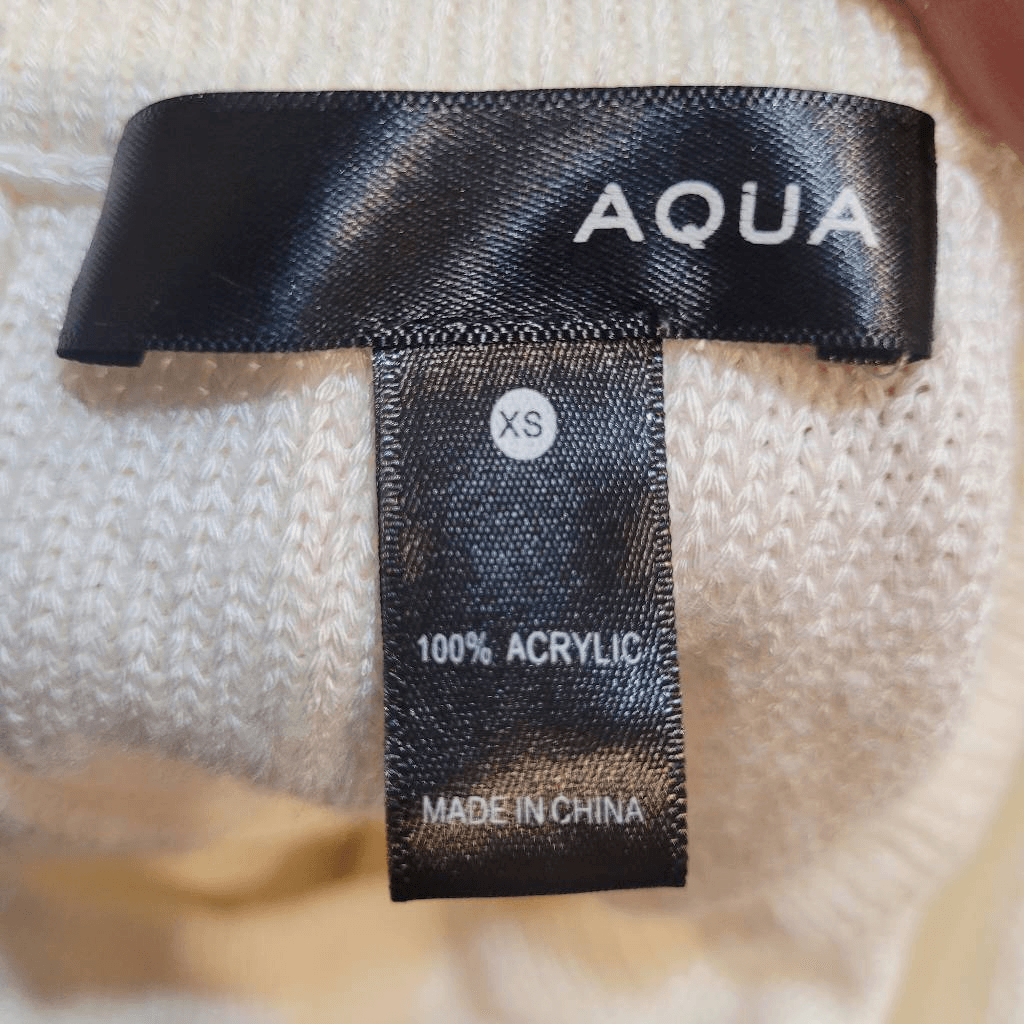 AQUA
XS
100% ACRYLIC
MADE IN CHINA